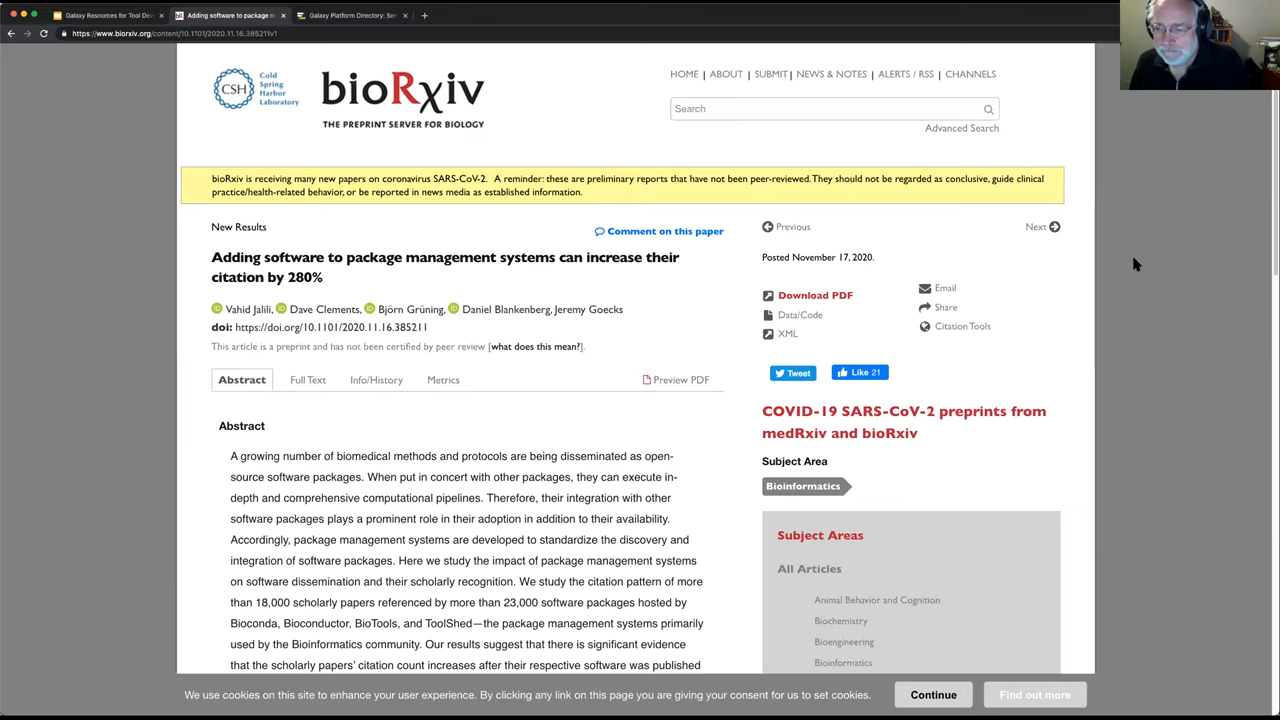 Galaxy Resources for Tool Dev
Adding software to package m
Galaxy Platform Directory: Ser
https://www.biorxiv.org/content/10.1101/2020.11.16.385211v1
CSH
Cold
Spring
Harbor
Laboratory
bioRxiv
THE PREPRINT SERVER FOR BIOLOGY
HOME | ABOUT | SUBMIT | NEWS & NOTES | ALERTS / RSS | CHANNELS
Search
Advanced Search
bioRxiv is receiving many new papers on coronavirus SARS-CoV-2. A reminder: these are preliminary reports that have not been peer-reviewed. They should not be regarded as conclusive, guide clinical
practice/health-related behavior, or be reported in news media as established information.
New Results
Comment on this paper
Adding software to package management systems can increase their
citation by 280%
Vahid Jalili, Dave Clements, Björn Grüning, Daniel Blankenberg, Jeremy Goecks
doi: https://doi.org/10.1101/2020.11.16.385211
This article is a preprint and has not been certified by peer review [what does this mean?].
Abstract
Full Text
Info/History
Metrics
Preview PDF
Abstract
A growing number of biomedical methods and protocols are being disseminated as open-
source software packages. When put in concert with other packages, they can execute in-
depth and comprehensive computational pipelines. Therefore, their integration with other
software packages plays a prominent role in their adoption in addition to their availability.
Accordingly, package management systems are developed to standardize the discovery and
integration of software packages. Here we study the impact of package management systems
on software dissemination and their scholarly recognition. We study the citation pattern of more
than 18,000 scholarly papers referenced by more than 23,000 software packages hosted by
Bioconda, Bioconductor, BioTools, and ToolShed—the package management systems primarily
used by the Bioinformatics community. Our results suggest that there is significant evidence
that the scholarly papers' citation count increases after their respective software was published
Previous
Next
Posted November 17, 2020.
Download PDF
Data/Code
XML
Email
Share
Citation Tools
Tweet
Like 21
COVID-19 SARS-CoV-2 preprints from
medRxiv and bioRxiv
Subject Area
Bioinformatics
Subject Areas
All Articles
Animal Behavior and Cognition
Biochemistry
Bioengineering
Bioinformatics
We use cookies on this site to enhance your user experience. By clicking any link on this page you are giving your consent for us to set cookies.
Continue
Find out more